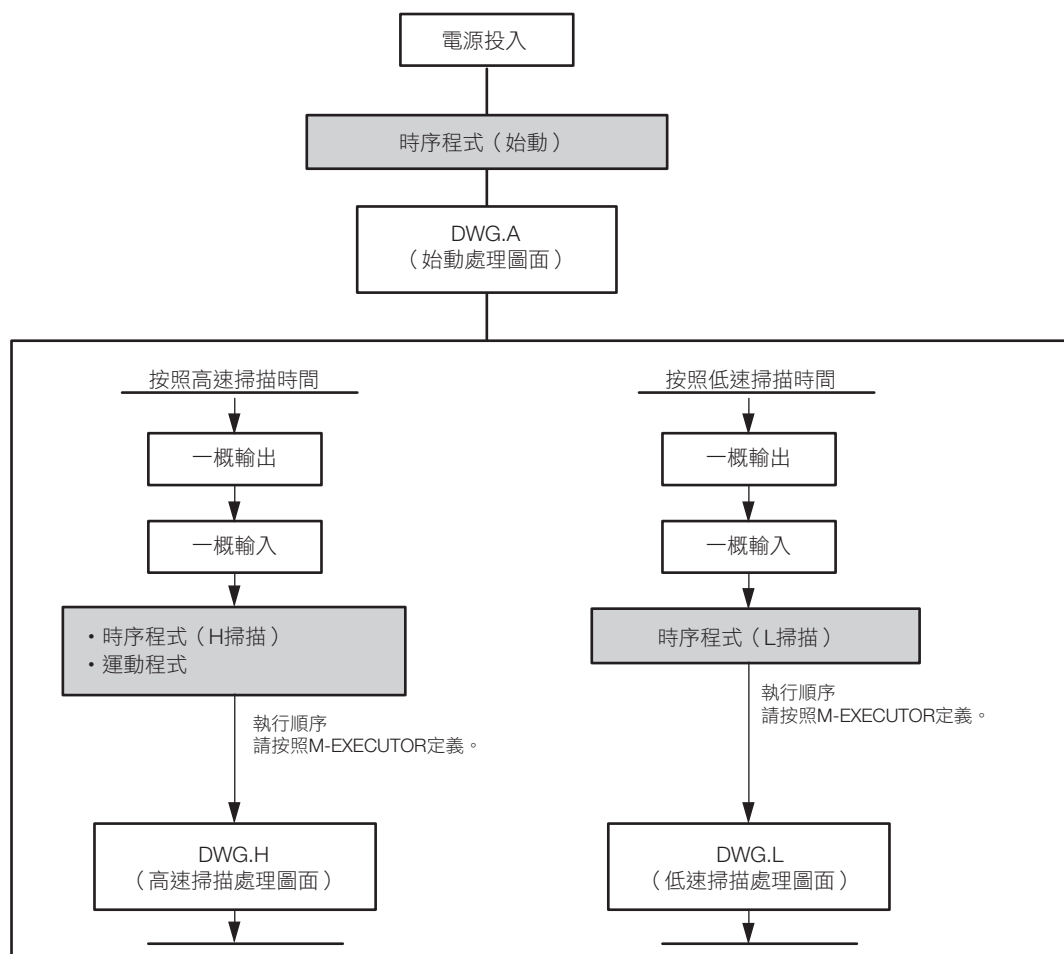 電源投入
時序程式（始動）
DWG.A
（始動處理圖面）
按照高速掃描時間
一概輸出
一概輸入
・時序程式（H掃描）
・運動程式
執行順序
請按照M-EXECUTOR定義。
DWG.H
（高速掃描處理圖面）
按照低速掃描時間
一概輸出
一概輸入
時序程式（L掃描）
執行順序
請按照M-EXECUTOR定義。
DWG.L
（低速掃描處理圖面）